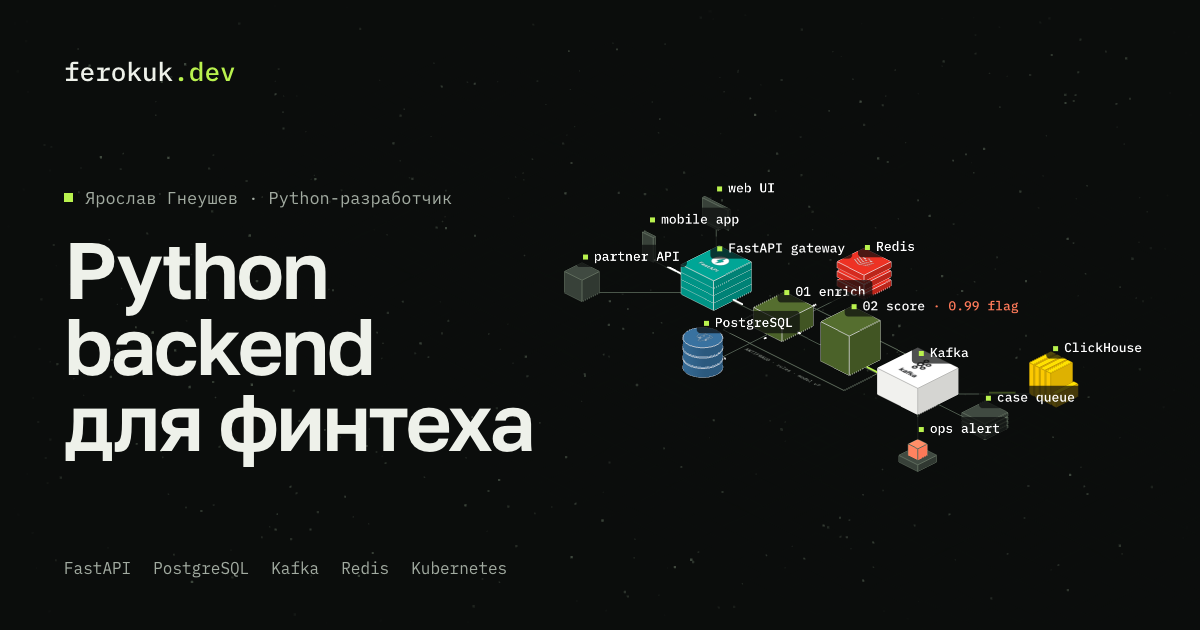 ferokuk.dev
Ярослав Гнеушев · Python-разработчик
Python
backend
для финтеха
FastAPI PostgreSQL Kafka Redis Kubernetes
web UI
mobile app
partner API
FastAPI gateway
Redis
01 enrich
02 score · 0.99 flag
PostgreSQL
Kafka
ClickHouse
case queue
ops alert
kafka